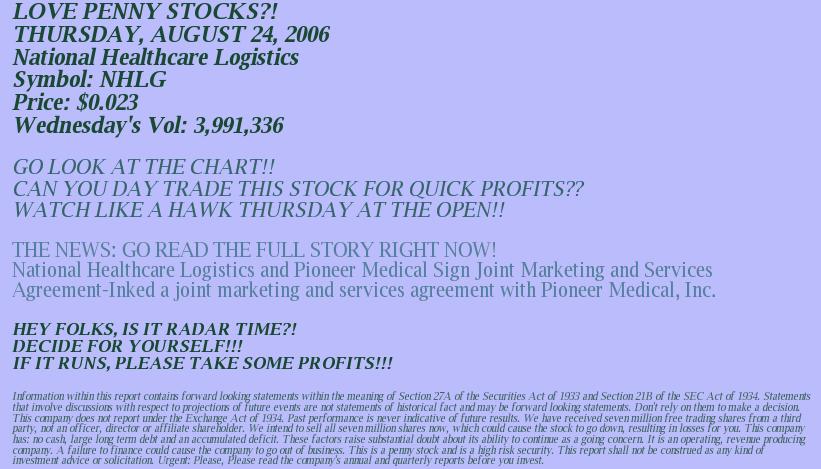 LOVE PENNY STOCKS?!
THURSDAY, AUGUST 24, 2006
National Healthcare Logistics
Symbol: NHLG
Price: $0.023
Wednesday's Vol: 3,991,336
GO LOOK AT THE CHART!!
CAN YOU DAY TRADE THIS STOCK FOR QUICK PROFITS??
WATCH LIKE A HAWK THURSDAY AT THE OPEN!!
THE NEWS: GO READ THE FULL STORY RIGHT NOW!
National Healthcare Logistics and Pioneer Medical Sign Joint Marketing and Services
Agreement-Inked a joint marketing and services agreement with Pioneer Medical, Inc.
HEY FOLKS, IS IT RADAR TIME?!
DECIDE FOR YOURSELF!!!
IF IT RUNS, PLEASE TAKE SOME PROFITS!!!
Information within this report contains forward looking statements within the meaning of Section 27A of the Securities Act of 1933 and Section 21B of the SEC Act of 1934. Statements
that involve discussions with respect to projections of future events are not statements of historical fact and may be forward looking statements. Don't rely on them to make a decision.
This company does not report under the Exchange Act of 1934. Past performance is never indicative of future results. We have received seven million free trading shares from a third
party, not an officer, director or affiliate shareholder. We intend to sell all seven million shares now, which could cause the stock to go down, resulting in losses for you. This company
has: no cash, large long term debt and an accumulated deficit. These factors raise substantial doubt about its ability to continue as a going concern. It is an operating, revenue producing
company. A failure to finance could cause the company to go out of business. This is a penny stock and is a high risk security. This report shall not be construed as any kind of
investment advice or solicitation. Urgent: Please, Please read the company's annual and quarterly reports before you invest.